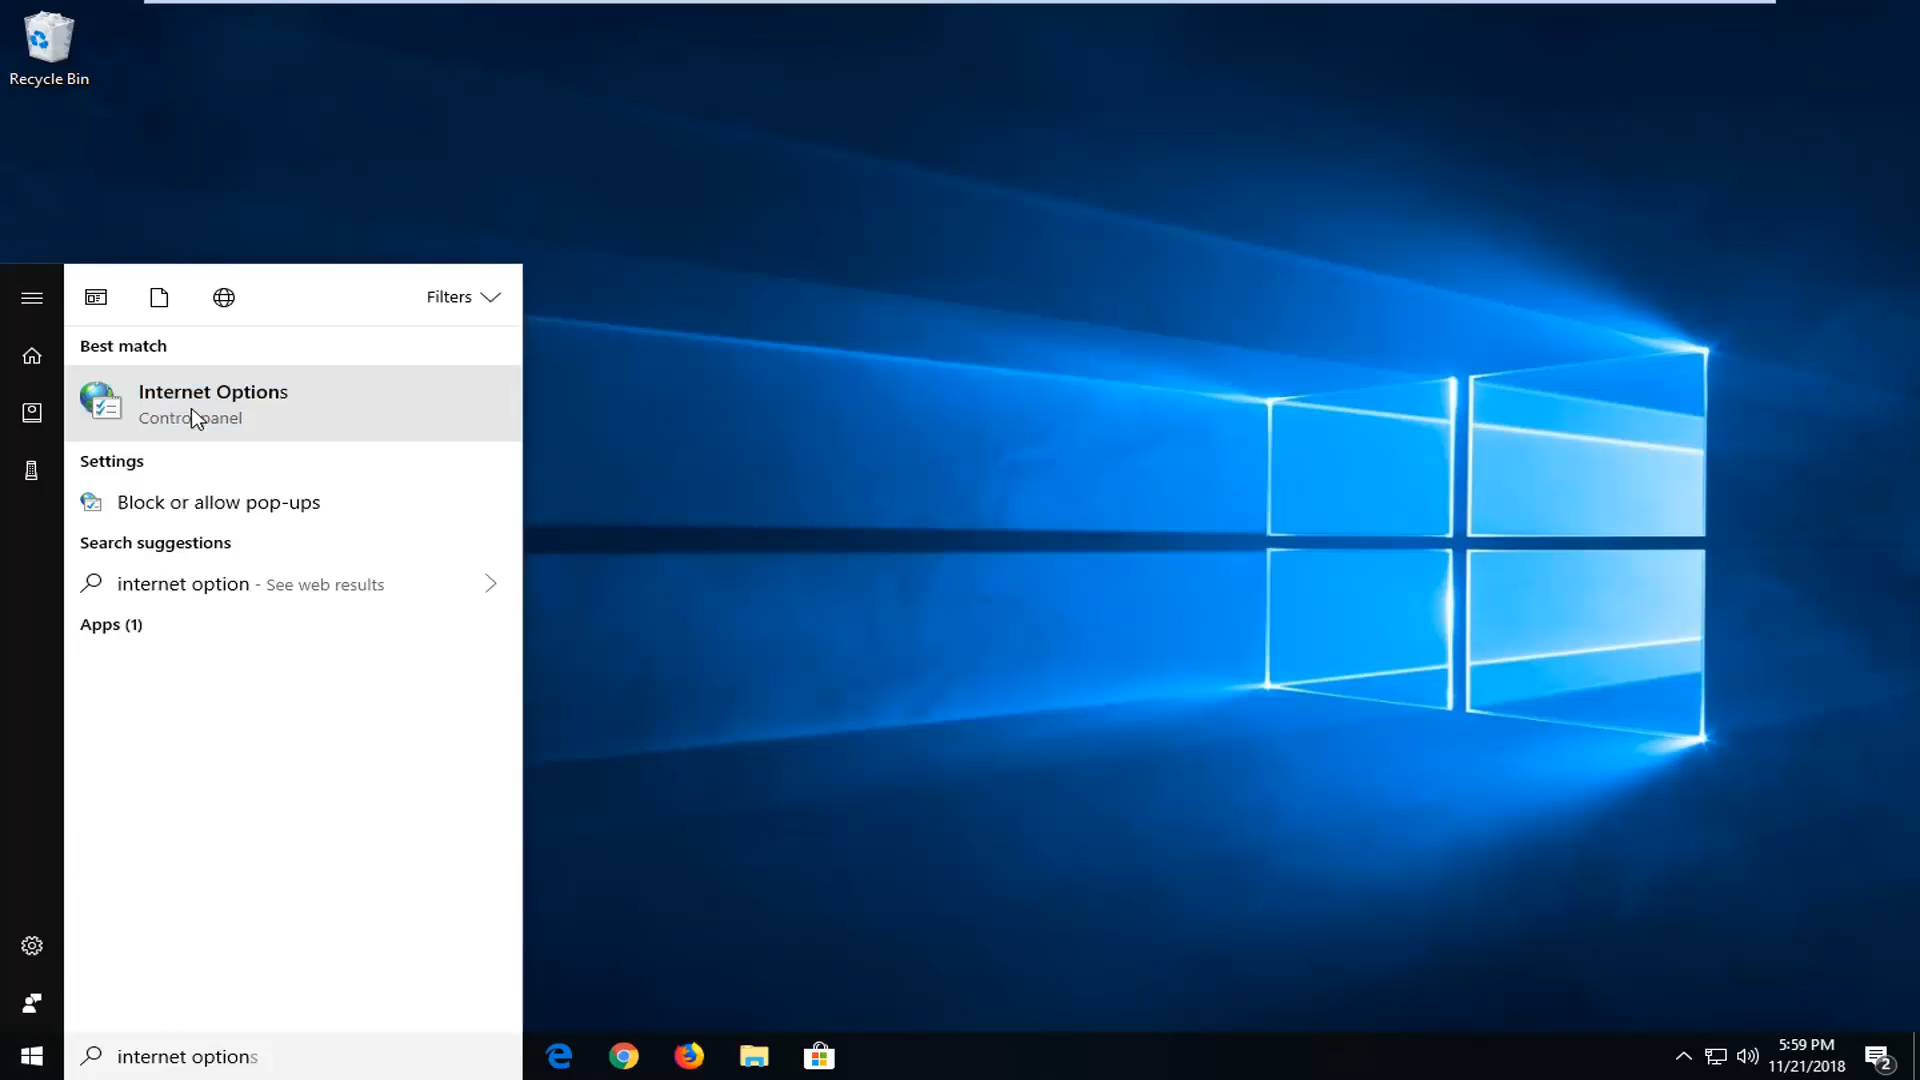 Recycle Bin
Filters
Best match
Internet Options
Control panel
Settings
Block or allow pop-ups
Search suggestions
internet option - See web results
Apps (1)
internet options
5:59 PM
11/21/2018
2